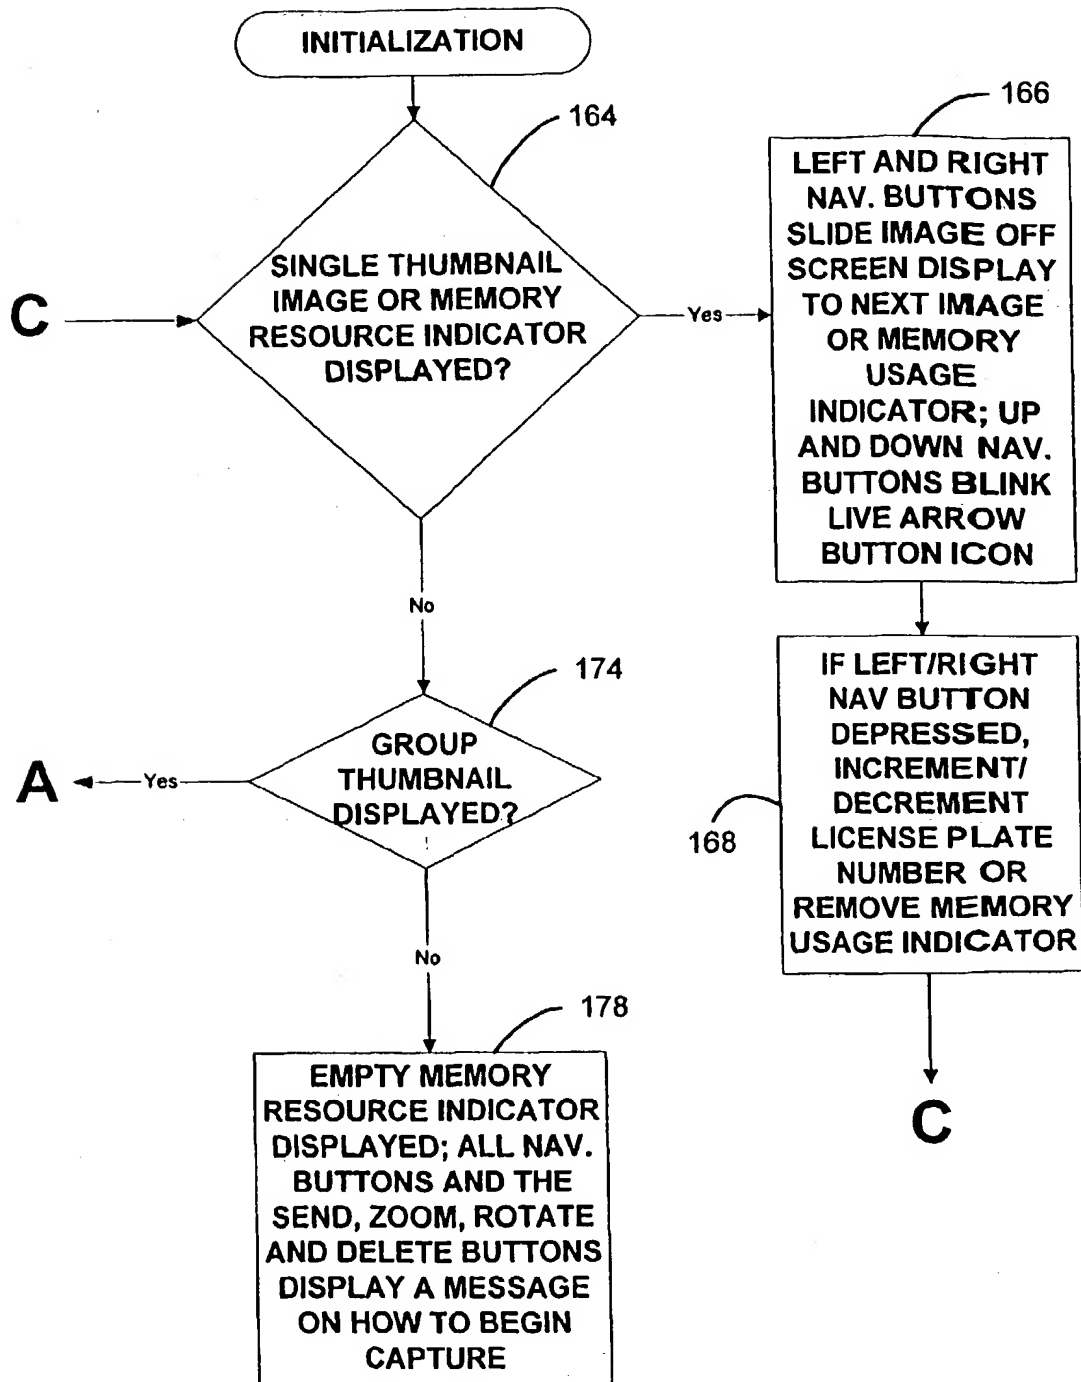 INITIALIZATION
164
SINGLE THUMBNAIL
IMAGE OR MEMORY
RESOURCE INDICATOR
DISPLAYED?
C
Yes
166
LEFT AND RIGHT
NAV. BUTTONS
SLIDE IMAGE OFF
SCREEN DISPLAY
TO NEXT IMAGE
OR MEMORY
USAGE
INDICATOR; UP
AND DOWN NAV.
BUTTONS BLINK
LIVE ARROW
BUTTON ICON
No
174
GROUP
THUMBNAIL
DISPLAYED?
Yes
A
168
IF LEFT/RIGHT
NAV BUTTON
DEPRESSED,
INCREMENT/
DECREMENT
LICENSE PLATE
NUMBER OR
REMOVE MEMORY
USAGE INDICATOR
C
No
178
EMPTY MEMORY
RESOURCE INDICATOR
DISPLAYED; ALL NAV.
BUTTONS AND THE
SEND, ZOOM, ROTATE
AND DELETE BUTTONS
DISPLAY A MESSAGE
ON HOW TO BEGIN
CAPTURE